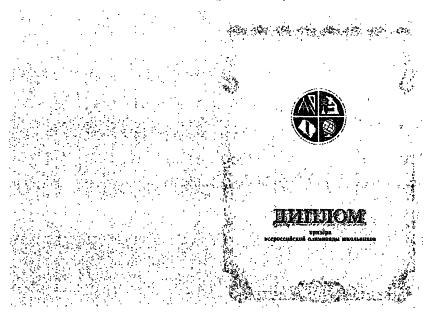 ДИПЛОМ
призёра
всероссийской олимпиады школьников